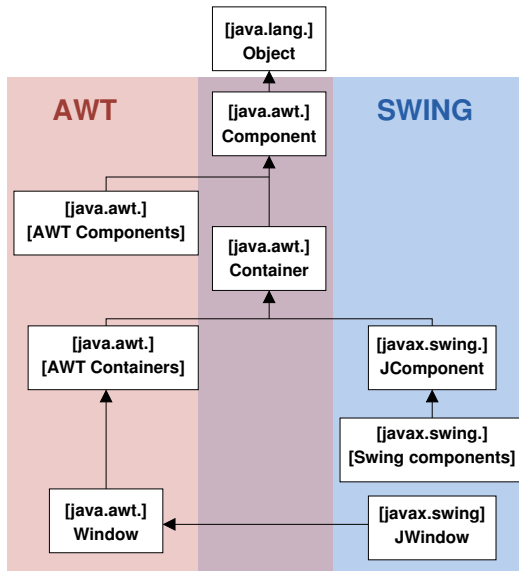 [java.lang.]
Object
AWT
SWING
[java.awt.]
Component
[java.awt.]
[AWT Components]
[java.awt.]
Container
[java.awt.]
[AWT Containers]
[javax.swing.]
JComponent
[javax.swing.]
[Swing components]
[java.awt.]
Window
[javax.swing]
JWindow